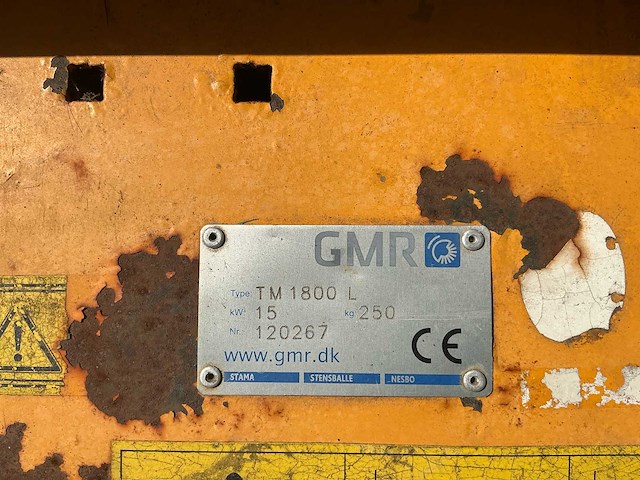 GMR
Type TM 1800 L
kW 15 kg 250
Nr. 120267
www.gmr.dk
CE
STAMA STENSBALLE NESBO